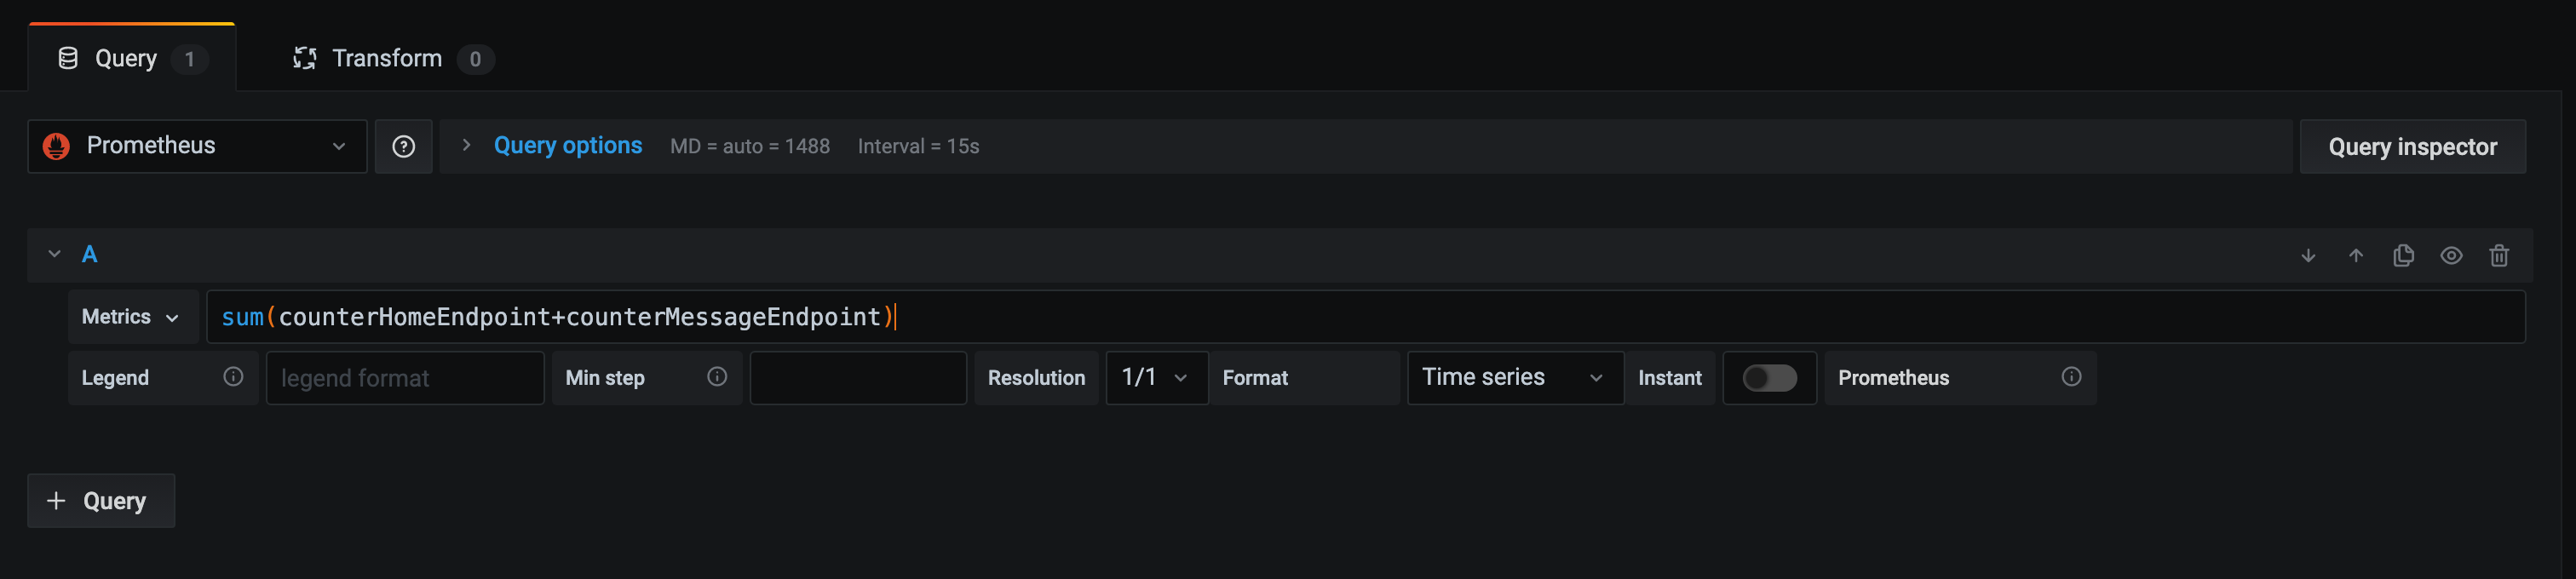 Query 1 Transform 0
Prometheus Query options MD = auto = 1488 Interval = 15s Query inspector
A
Metrics sum(counterHomeEndpoint+counterMessageEndpoint)
Legend legend format Min step Resolution 1/1 Format Time series Instant Prometheus
+ Query